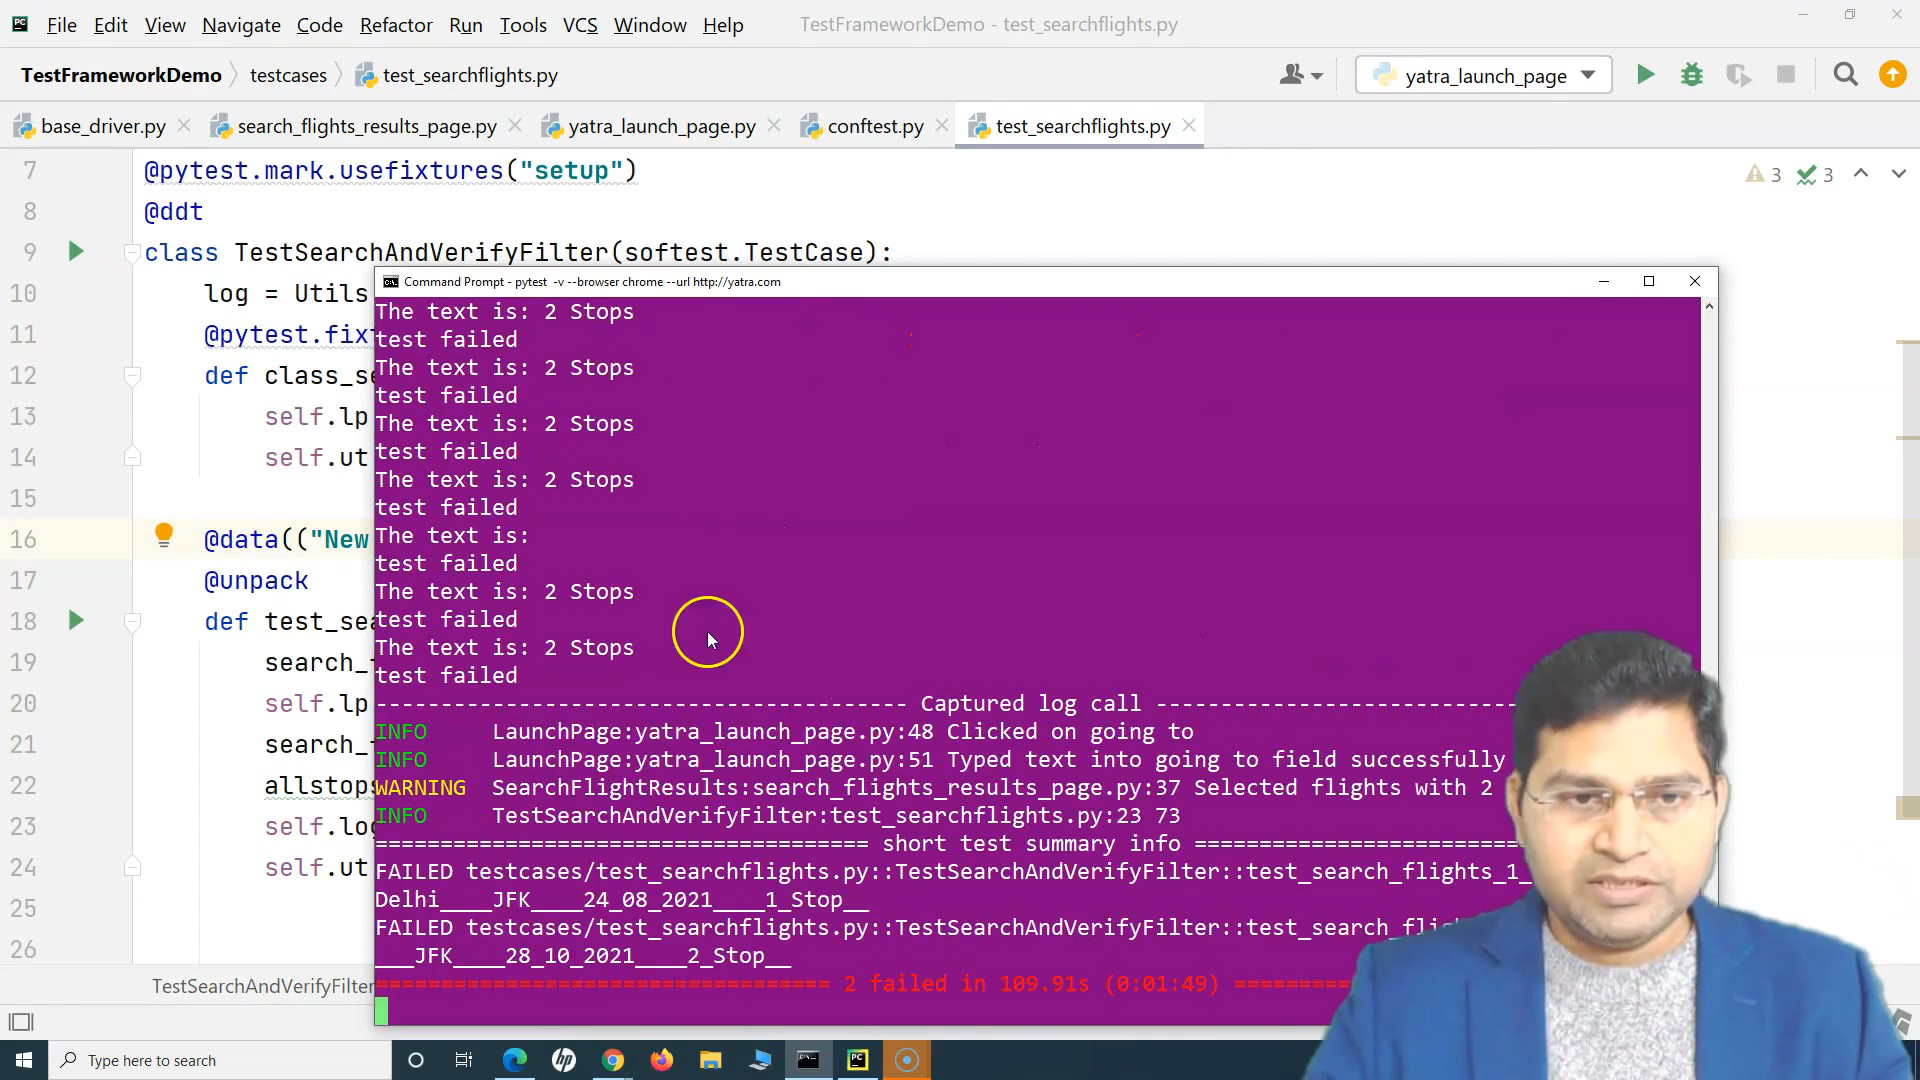 File Edit View Navigate Code Refactor Run Tools VCS Window Help TestFrameworkDemo - test_searchflights.py
TestFrameworkDemo testcases test_searchflights.py yatra_launch_page
base_driver.py search_flights_results_page.py yatra_launch_page.py conftest.py test_searchflights.py
7 @pytest.mark.usefixtures("setup")
3 3
8 @ddt
9 class TestSearchAndVerifyFilter(softest.TestCase):
10 log = Utils
11 @pytest.fixt
12 def class_se
13 self.lp
14 self.ut
15
16 @data(("New
17 @unpack
18 def test_sea
19 search_
20 self.lp
21 search_
22 allstops
23 self.log
24 self.ut
25
26
TestSearchAndVerifyFilter
Command Prompt - pytest -v --browser chrome --url http://yatra.com
The text is: 2 Stops
test failed
The text is: 2 Stops
test failed
The text is: 2 Stops
test failed
The text is: 2 Stops
test failed
The text is:
test failed
The text is: 2 Stops
test failed
The text is: 2 Stops
test failed
----------------------------------------- Captured log call ----------------------------
INFO LaunchPage:yatra_launch_page.py:48 Clicked on going to
INFO LaunchPage:yatra_launch_page.py:51 Typed text into going to field successfully
WARNING SearchFlightResults:search_flights_results_page.py:37 Selected flights with 2
INFO TestSearchAndVerifyFilter:test_searchflights.py:23 73
====================================== short test summary info =========================
FAILED testcases/test_searchflights.py::TestSearchAndVerifyFilter::test_search_flights_1_
Delhi____JFK____24_08_2021____1_Stop__
FAILED testcases/test_searchflights.py::TestSearchAndVerifyFilter::test_search_flig
___JFK____28_10_2021____2_Stop__
=================================== 2 failed in 109.91s (0:01:49) =========
Type here to search